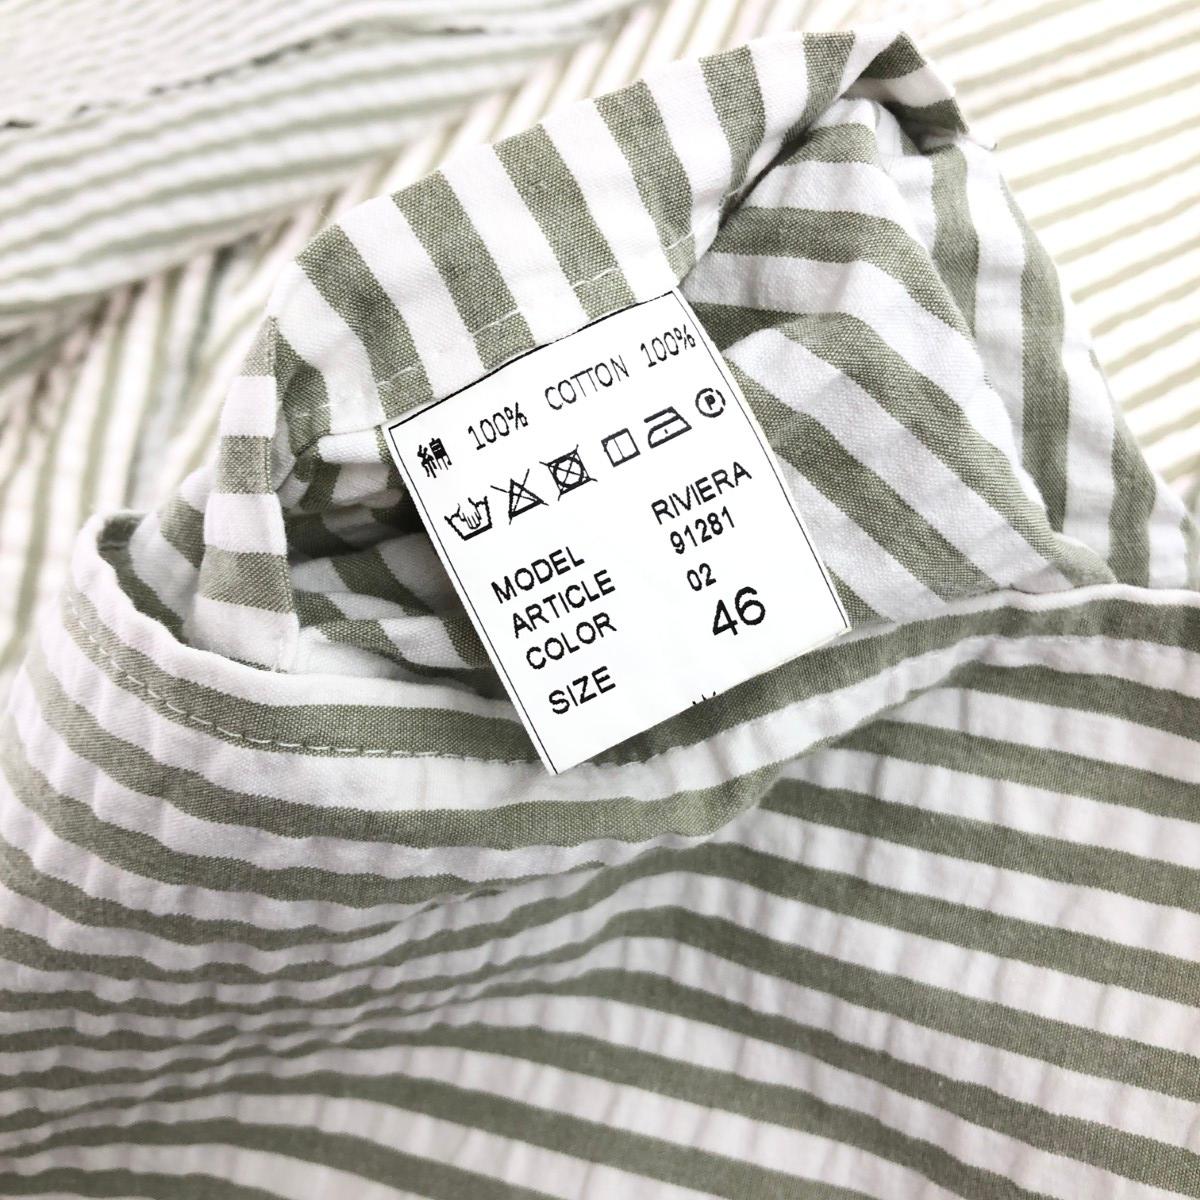 綿 100% COTTON 100%
P
MODEL RIVIERA
ARTICLE 91281
COLOR 02
SIZE 46